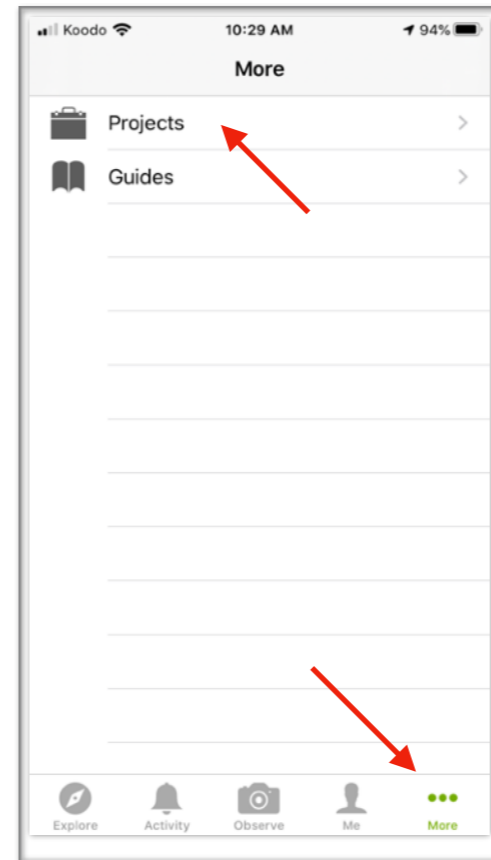 Koodo 10:29 AM 94%
More
Projects
Guides
Explore Activity Observe Me More